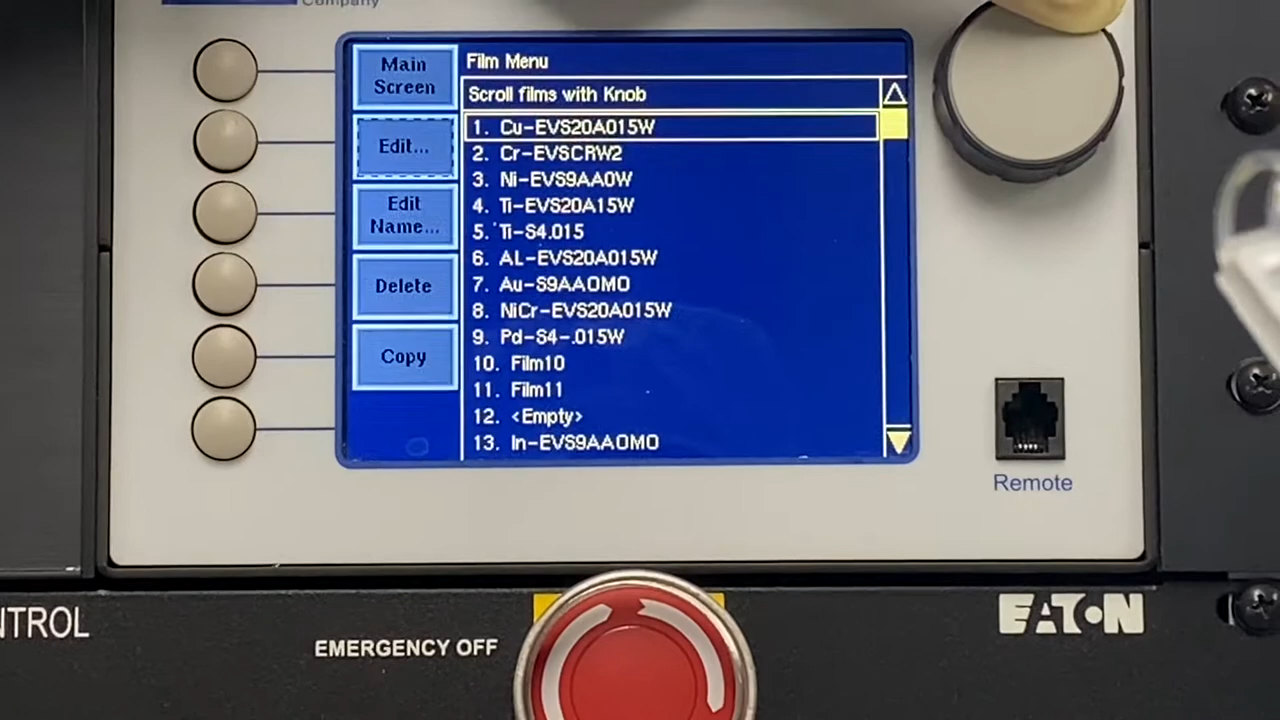 Company
Main
Screen
Edit...
Edit
Name...
Delete
Copy
Film Menu
Scroll films with Knob
1. Cu-EVS20A015W
2. Cr-EVSCRW2
3. Ni-EVS9AA0W
4. Ti-EVS20A15W
5. Ti-S4.015
6. AL-EVS20A015W
7. Au-S9AAOMO
8. NiCr-EVS20A015W
9. Pd-S4-.015W
10. Film10
11. Film11
12. <Empty>
13. In-EVS9AAOMO
Remote
NTROL
EMERGENCY OFF
EATON